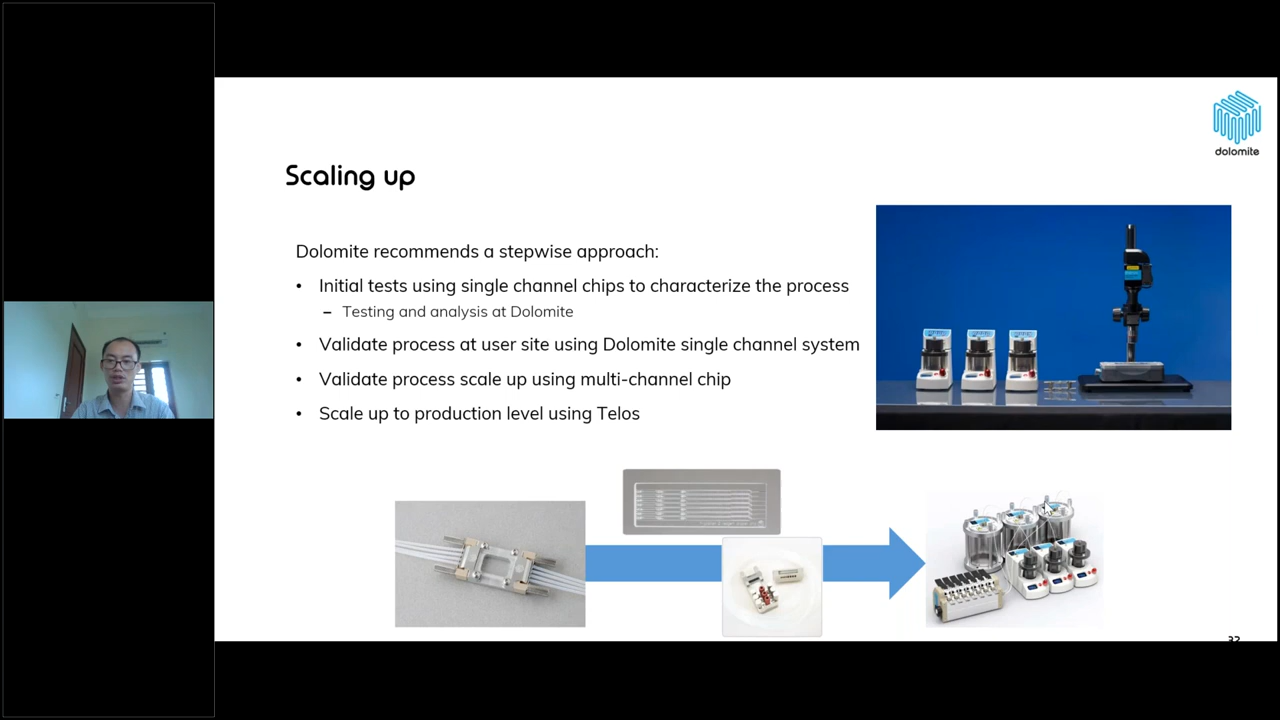 dolomite
Scaling up
Dolomite recommends a stepwise approach:
• Initial tests using single channel chips to characterize the process
– Testing and analysis at Dolomite
• Validate process at user site using Dolomite single channel system
• Validate process scale up using multi-channel chip
• Scale up to production level using Telos
32